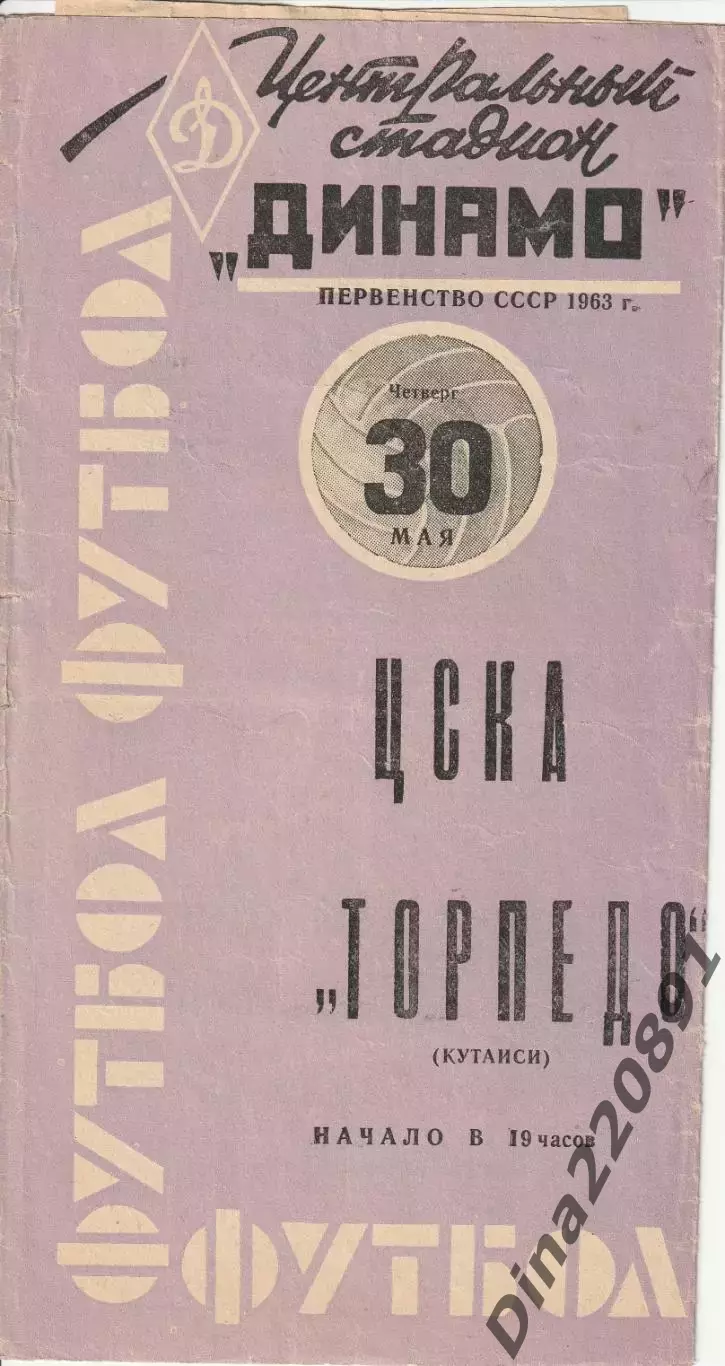 Центральный
стадион
„ДИНАМО"
ПЕРВЕНСТВО СССР 1963 г.
Четверг
30
МАЯ
ЦСКА
„ТОРПЕДО"
(КУТАИСИ)
НАЧАЛО В 19 часов
ФУТБОЛ
ФУТБОЛ
ФУТБОЛ
Д
Dina220891